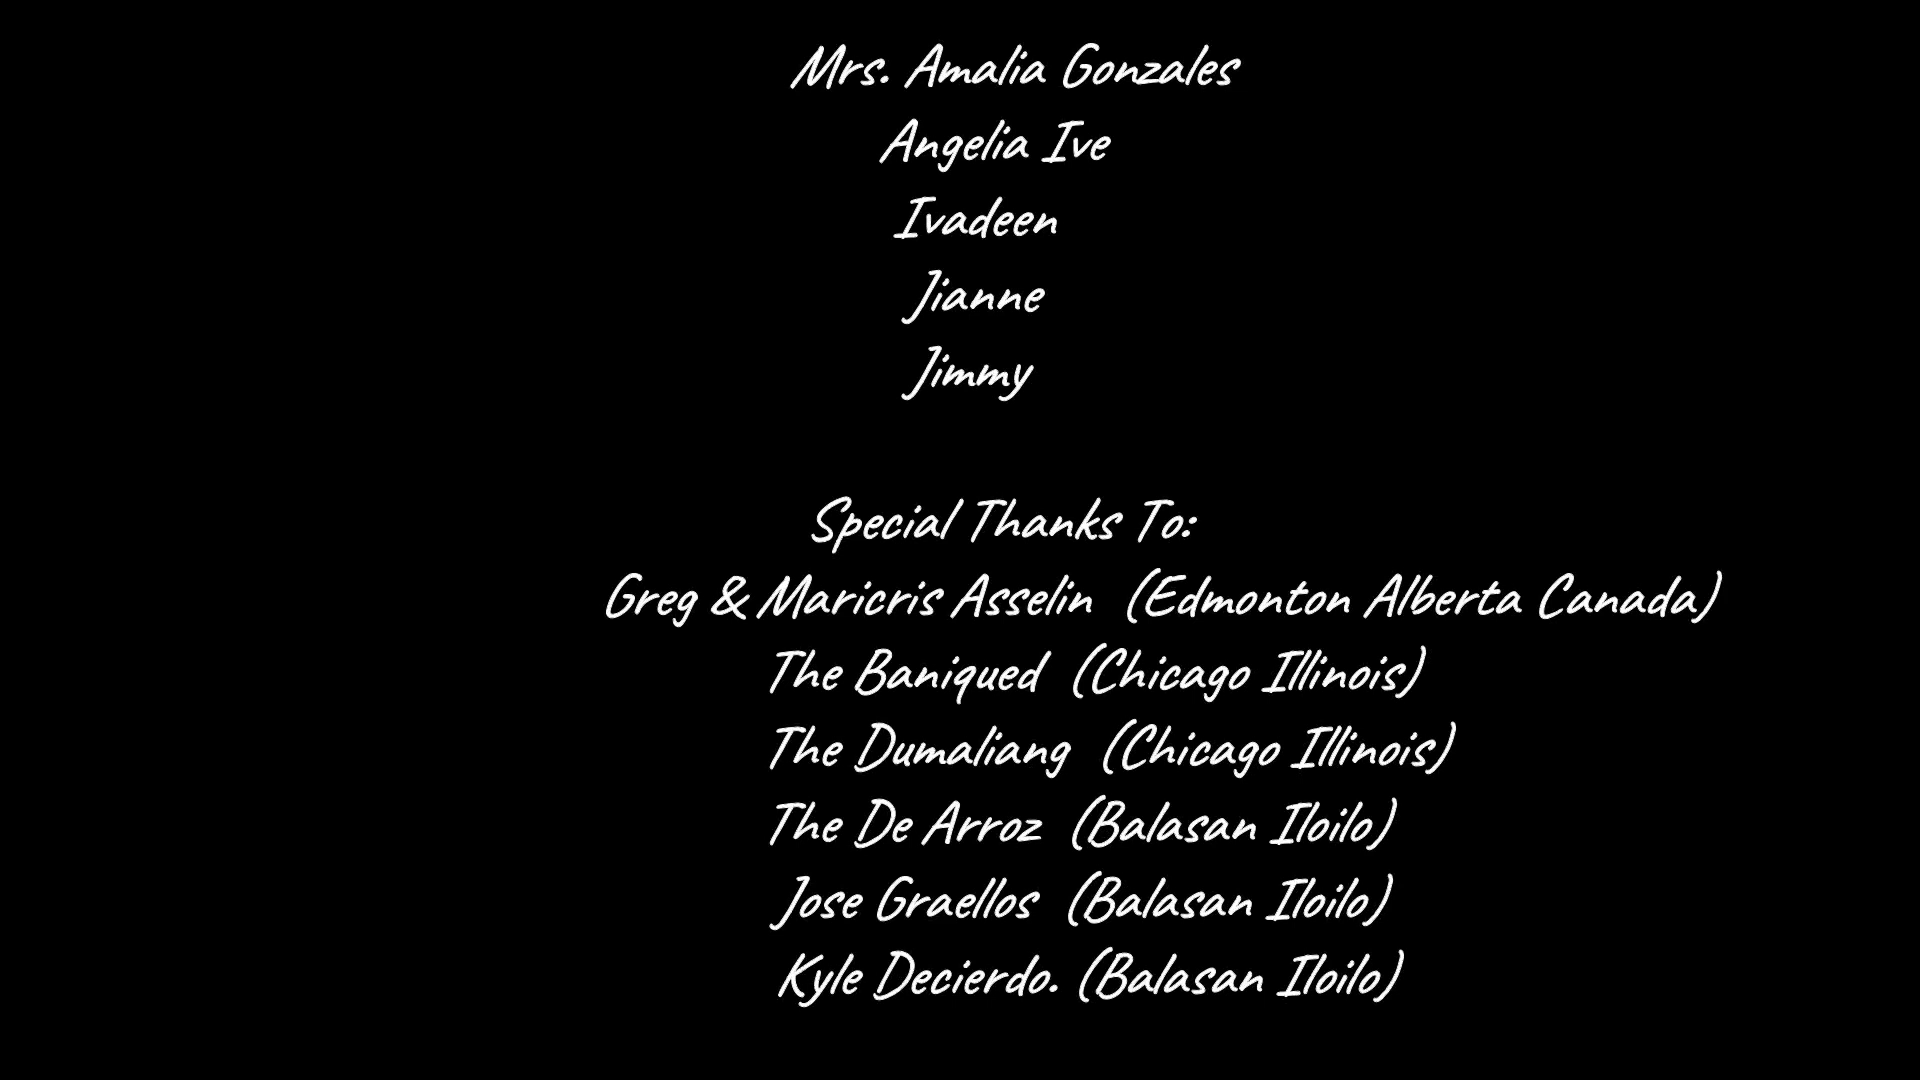 Mrs. Amalia Gonzales
Angelia Ive
Ivadeen
Jianne
Jimmy
Special Thanks To:
Greg & Maricris Asselin (Edmonton Alberta Canada)
The Baniqued (Chicago Illinois)
The Dumaliang (Chicago Illinois)
The De Arroz (Balasan Iloilo)
Jose Graellos (Balasan Iloilo)
Kyle Decierdo. (Balasan Iloilo)